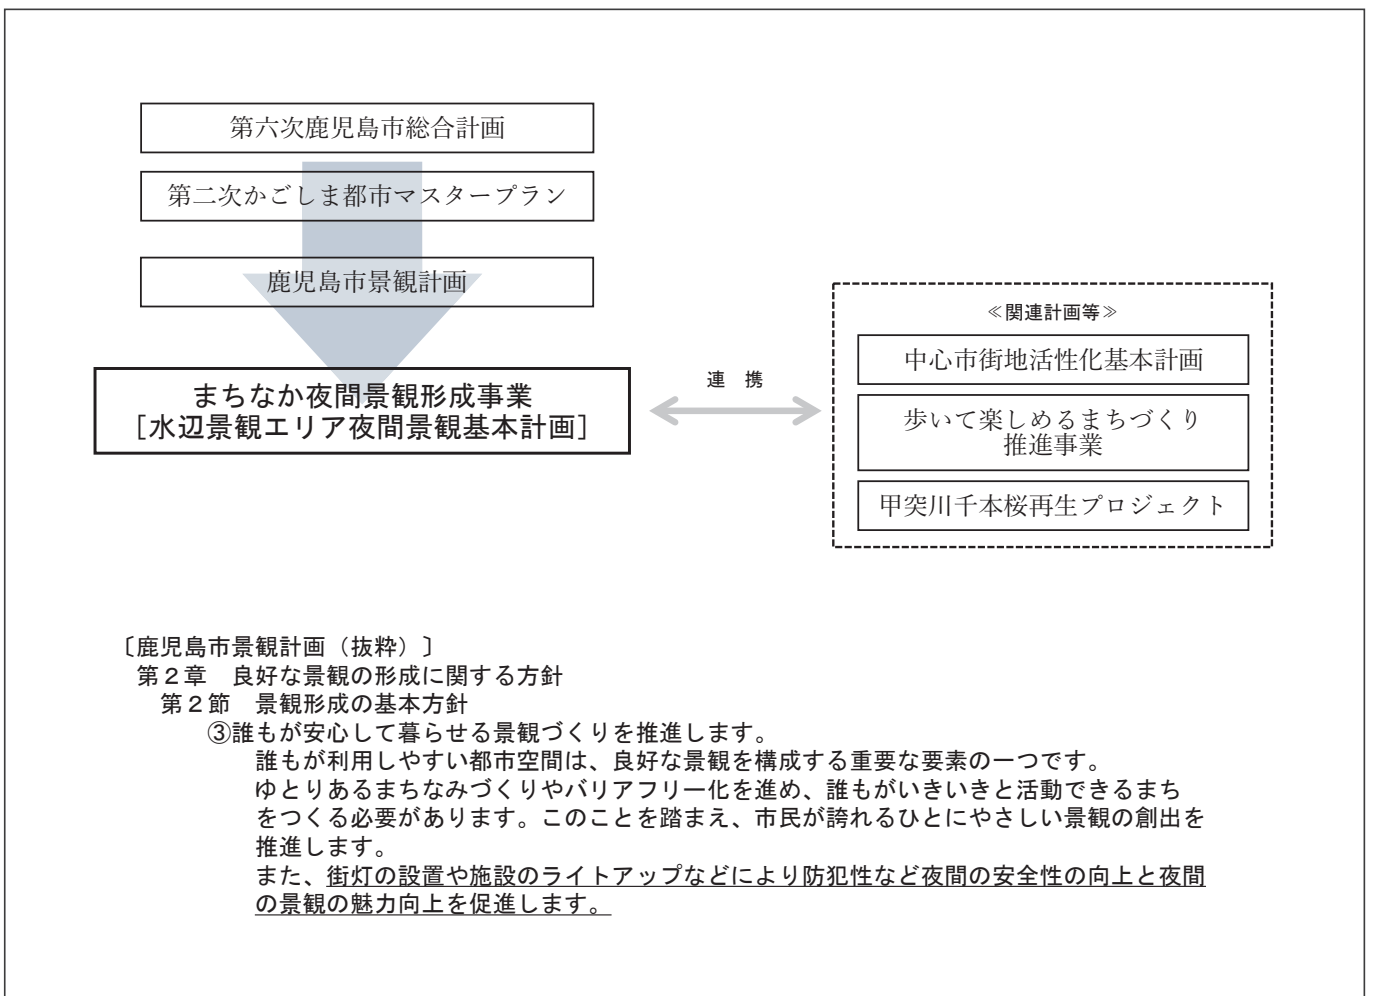 第六次鹿児島市総合計画
第二次かごしま都市マスタープラン
鹿児島市景観計画
まちなか夜間景観形成事業
［水辺景観エリア夜間景観基本計画］
連　携
≪関連計画等≫
中心市街地活性化基本計画
歩いて楽しめるまちづくり
推進事業
甲突川千本桜再生プロジェクト
〔鹿児島市景観計画（抜粋）〕
第２章　良好な景観の形成に関する方針
第２節　景観形成の基本方針
③誰もが安心して暮らせる景観づくりを推進します。
誰もが利用しやすい都市空間は、良好な景観を構成する重要な要素の一つです。
ゆとりあるまちなみづくりやバリアフリー化を進め、誰もがいきいきと活動できるまち
をつくる必要があります。このことを踏まえ、市民が誇れるひとにやさしい景観の創出を
推進します。
また、街灯の設置や施設のライトアップなどにより防犯性など夜間の安全性の向上と夜間
の景観の魅力向上を促進します。